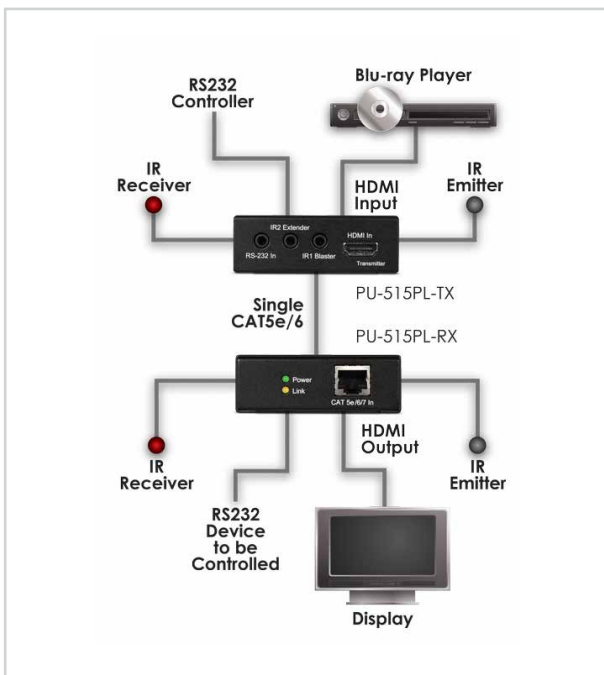 Blu-ray Player
RS232
Controller
IR
Receiver
HDMI
Input
IR
Emitter
IR2 Extender
HDMI In
RS-232 In
IR1 Blaster
Transmitter
Single
CAT5e/6
PU-515PL-TX
PU-515PL-RX
Power
Link
CAT 5e/6/7 In
HDMI
Output
IR
Receiver
IR
Emitter
RS232
Device
to be
Controlled
Display